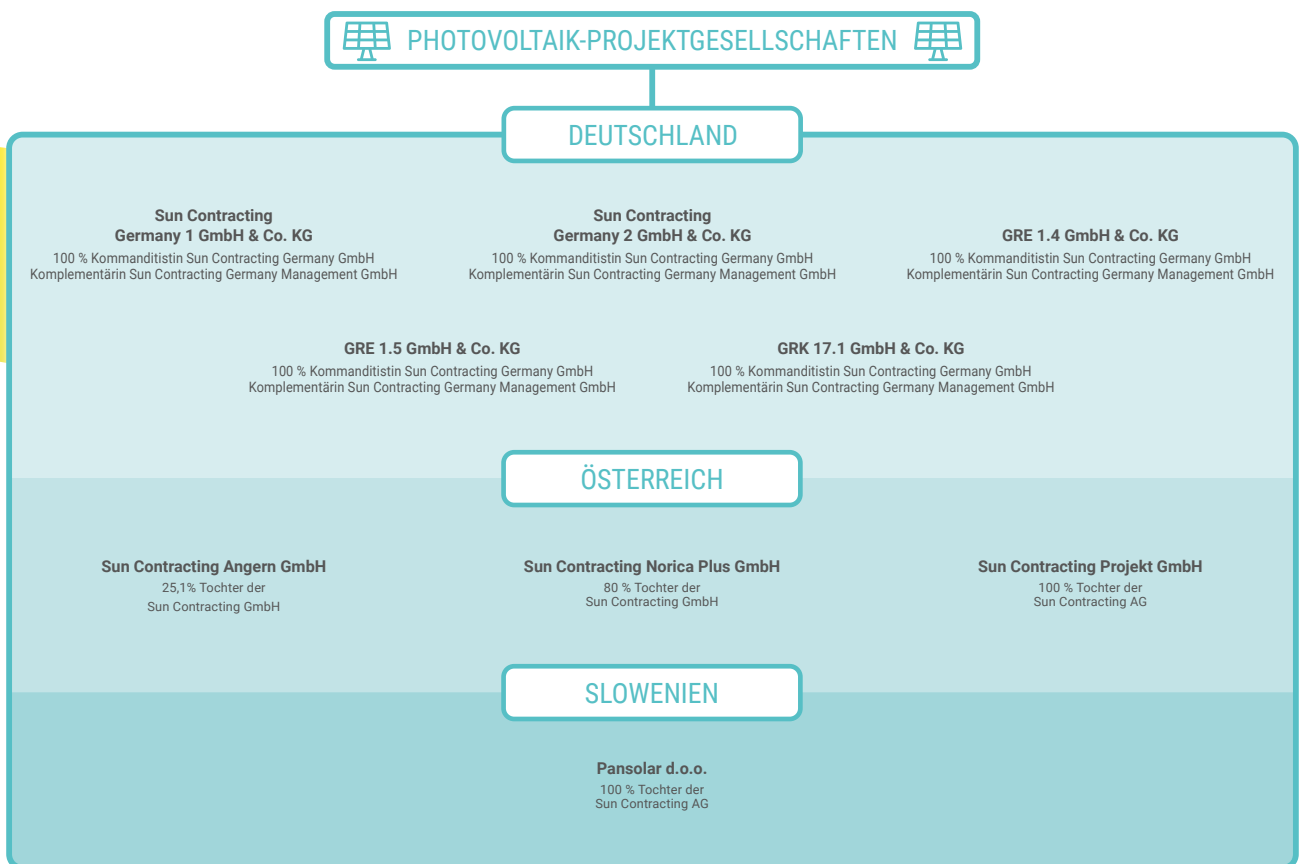 PHOTOVOLTAIK-PROJEKTGESELLSCHAFTEN
DEUTSCHLAND
Sun Contracting
Germany 1 GmbH & Co. KG
100 % Kommanditistin Sun Contracting Germany GmbH
Komplementärin Sun Contracting Germany Management GmbH
Sun Contracting
Germany 2 GmbH & Co. KG
100 % Kommanditistin Sun Contracting Germany GmbH
Komplementärin Sun Contracting Germany Management GmbH
GRE 1.4 GmbH & Co. KG
100 % Kommanditistin Sun Contracting Germany GmbH
Komplementärin Sun Contracting Germany Management GmbH
GRE 1.5 GmbH & Co. KG
100 % Kommanditistin Sun Contracting Germany GmbH
Komplementärin Sun Contracting Germany Management GmbH
GRK 17.1 GmbH & Co. KG
100 % Kommanditistin Sun Contracting Germany GmbH
Komplementärin Sun Contracting Germany Management GmbH
ÖSTERREICH
Sun Contracting Angern GmbH
25,1% Tochter der
Sun Contracting GmbH
Sun Contracting Norica Plus GmbH
80 % Tochter der
Sun Contracting GmbH
Sun Contracting Projekt GmbH
100 % Tochter der
Sun Contracting AG
SLOWENIEN
Pansolar d.o.o.
100 % Tochter der
Sun Contracting AG